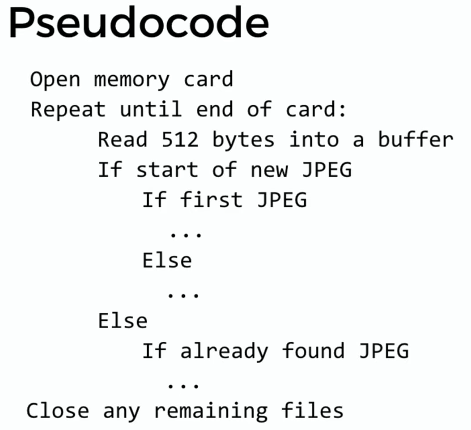 Pseudocode
Open memory card
Repeat until end of card:
Read 512 bytes into a buffer
If start of new JPEG
If first JPEG
...
Else
...
Else
If already found JPEG
...
Close any remaining files